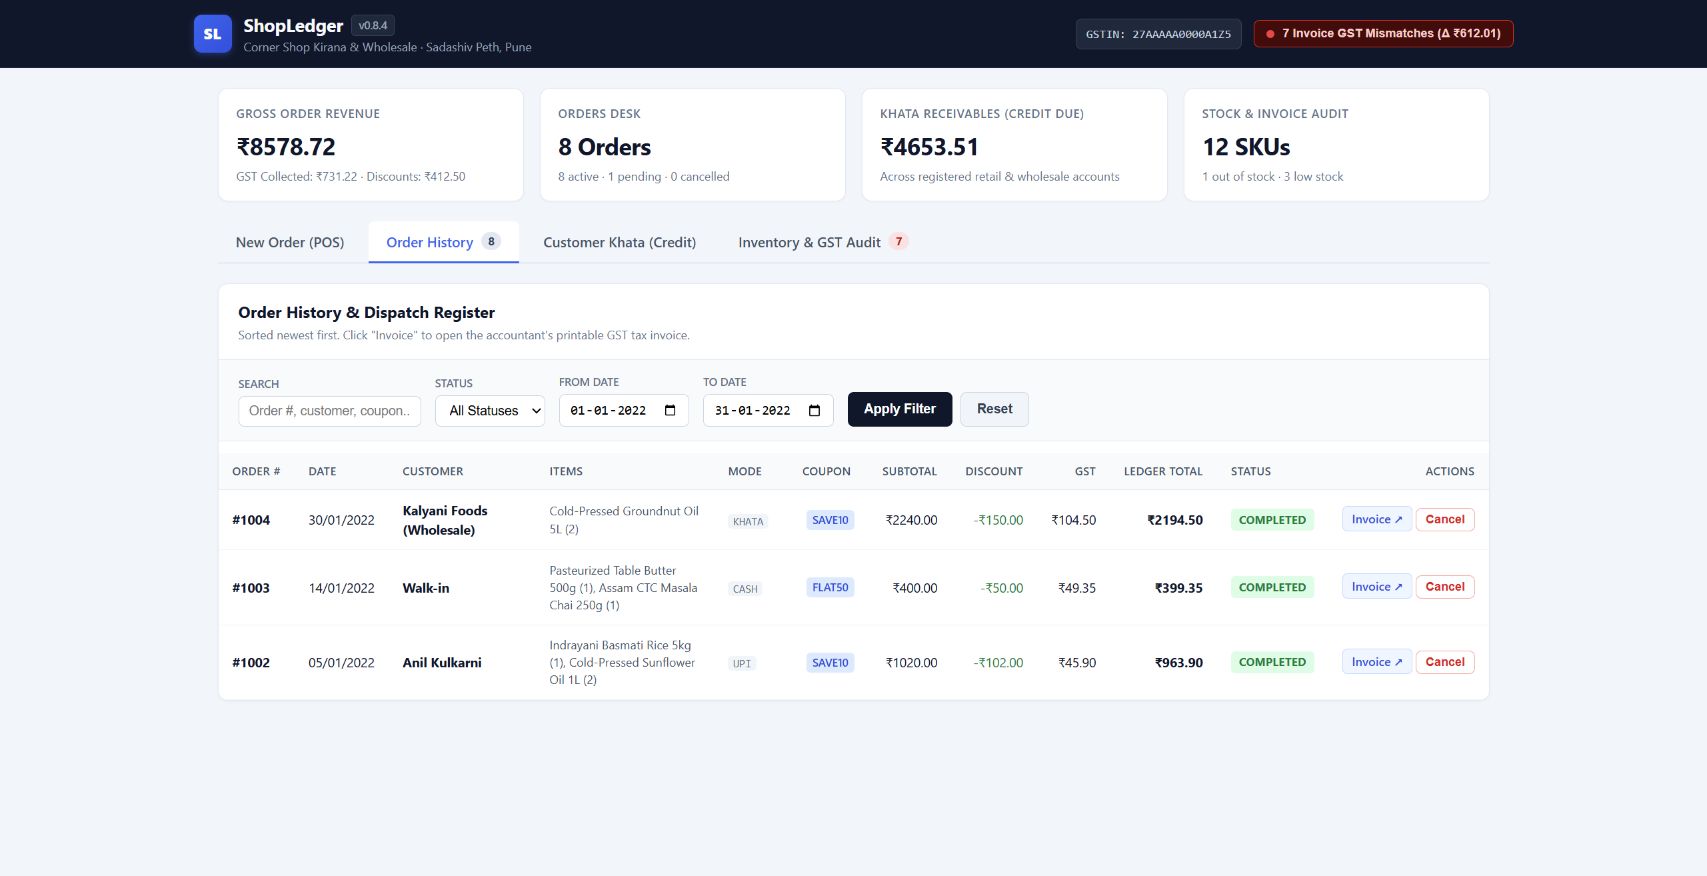 SL
ShopLedger v0.8.4
Corner Shop Kirana & Wholesale · Sadashiv Peth, Pune
GSTIN: 27AAAAA0000A1Z5
7 Invoice GST Mismatches (Δ ₹612.01)
GROSS ORDER REVENUE
₹8578.72
GST Collected: ₹731.22 · Discounts: ₹412.50
ORDERS DESK
8 Orders
8 active · 1 pending · 0 cancelled
KHATA RECEIVABLES (CREDIT DUE)
₹4653.51
Across registered retail & wholesale accounts
STOCK & INVOICE AUDIT
12 SKUs
1 out of stock · 3 low stock
New Order (POS)
Order History 8
Customer Khata (Credit)
Inventory & GST Audit 7
Order History & Dispatch Register
Sorted newest first. Click "Invoice" to open the accountant's printable GST tax invoice.
SEARCH
Order #, customer, coupon..
STATUS
All Statuses
FROM DATE
01-01-2022
TO DATE
31-01-2022
Apply Filter
Reset
ORDER # DATE CUSTOMER ITEMS MODE COUPON SUBTOTAL DISCOUNT GST LEDGER TOTAL STATUS ACTIONS
#1004 30/01/2022
Kalyani Foods
(Wholesale)
Cold-Pressed Groundnut Oil
5L (2)
KHATA SAVE10 ₹2240.00 -₹150.00 ₹104.50 ₹2194.50 COMPLETED Invoice ↗ Cancel
#1003 14/01/2022 Walk-in
Pasteurized Table Butter
500g (1), Assam CTC Masala
Chai 250g (1)
CASH FLAT50 ₹400.00 -₹50.00 ₹49.35 ₹399.35 COMPLETED Invoice ↗ Cancel
#1002 05/01/2022 Anil Kulkarni
Indrayani Basmati Rice 5kg
(1), Cold-Pressed Sunflower
Oil 1L (2)
UPI SAVE10 ₹1020.00 -₹102.00 ₹45.90 ₹963.90 COMPLETED Invoice ↗ Cancel